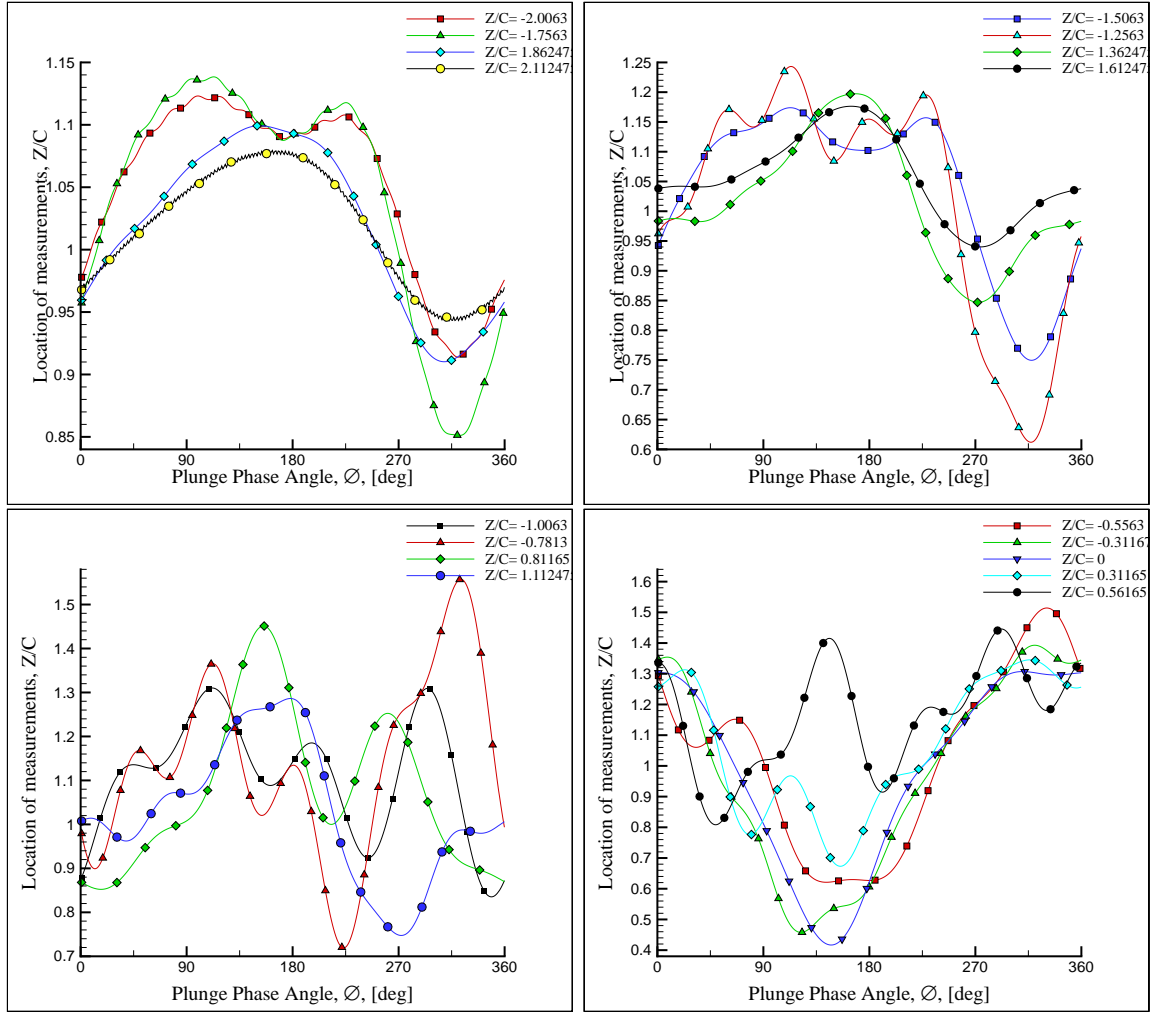 Z/C= -2.0063
Z/C= -1.7563
Z/C= 1.86247
Z/C= 2.11247
1.15
1.1
1.05
1
0.95
0.9
0.85
0
90
180
270
360
Location of measurements, Z/C
Plunge Phase Angle, ∅, [deg]
Z/C= -1.5063
Z/C= -1.2563
Z/C= 1.36247
Z/C= 1.61247
1.25
1.2
1.15
1.1
1.05
1
0.95
0.9
0.85
0.8
0.75
0.7
0.65
0.6
0
90
180
270
360
Location of measurements, Z/C
Plunge Phase Angle, ∅, [deg]
Z/C= -1.0063
Z/C= -0.7813
Z/C= 0.81165
Z/C= 1.11247
1.5
1.4
1.3
1.2
1.1
1
0.9
0.8
0.7
0
90
180
270
360
Location of measurements, Z/C
Plunge Phase Angle, ∅, [deg]
Z/C= -0.5563
Z/C= -0.31167
Z/C= 0
Z/C= 0.31165
Z/C= 0.56165
1.6
1.5
1.4
1.3
1.2
1.1
1
0.9
0.8
0.7
0.6
0.5
0.4
0
90
180
270
360
Location of measurements, Z/C
Plunge Phase Angle, ∅, [deg]